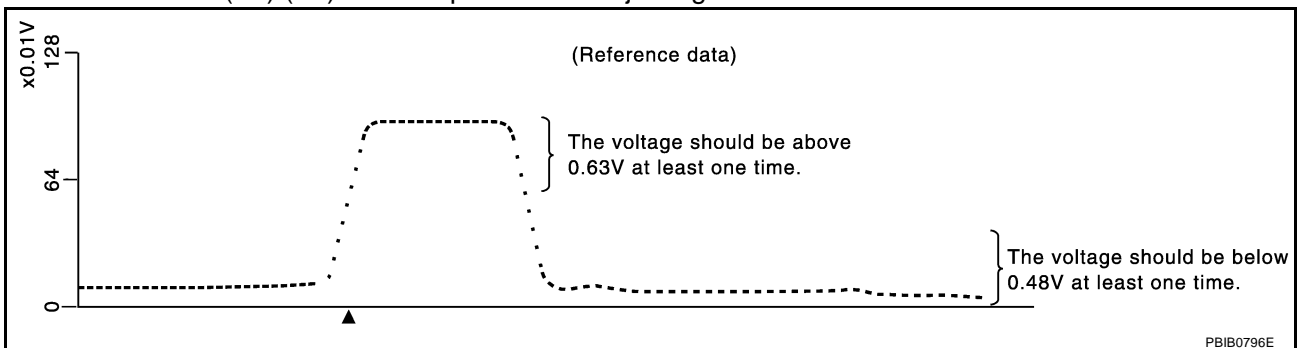 x0.01V
128
64
0
(Reference data)
The voltage should be above
0.63V at least one time.
The voltage should be below
0.48V at least one time.
PBIB0796E